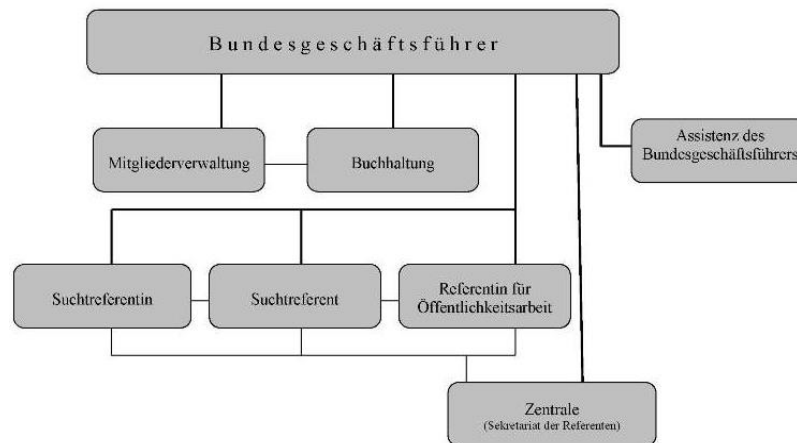 Bundesgeschäftsführer
Assistenz des
Bundesgeschäftsführers
Mitgliederverwaltung
Buchhaltung
Suchtreferentin
Suchtreferent
Referentin für
Öffentlichkeitsarbeit
Zentrale
(Sekretariat der Referenten)